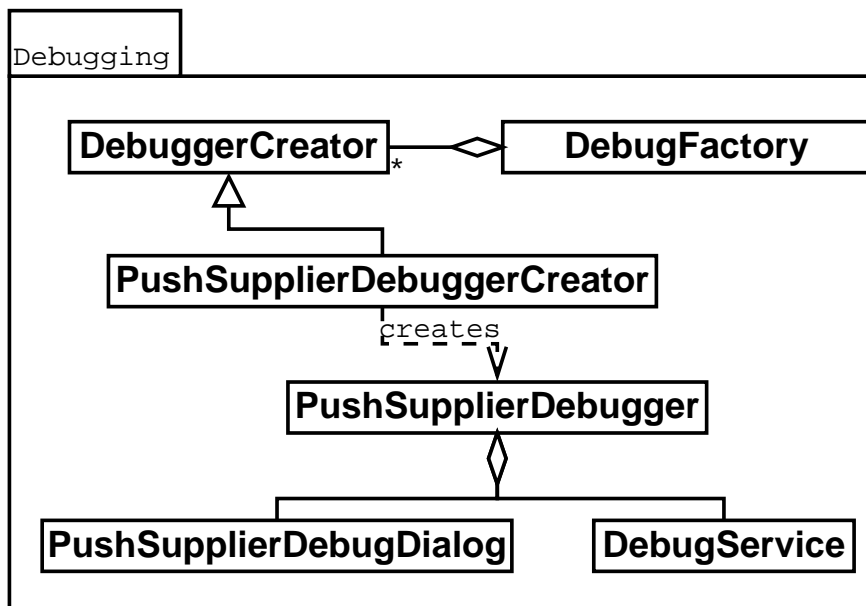 Debugging
DebuggerCreator
*
DebugFactory
PushSupplierDebuggerCreator
creates
PushSupplierDebugger
PushSupplierDebugDialog
DebugService